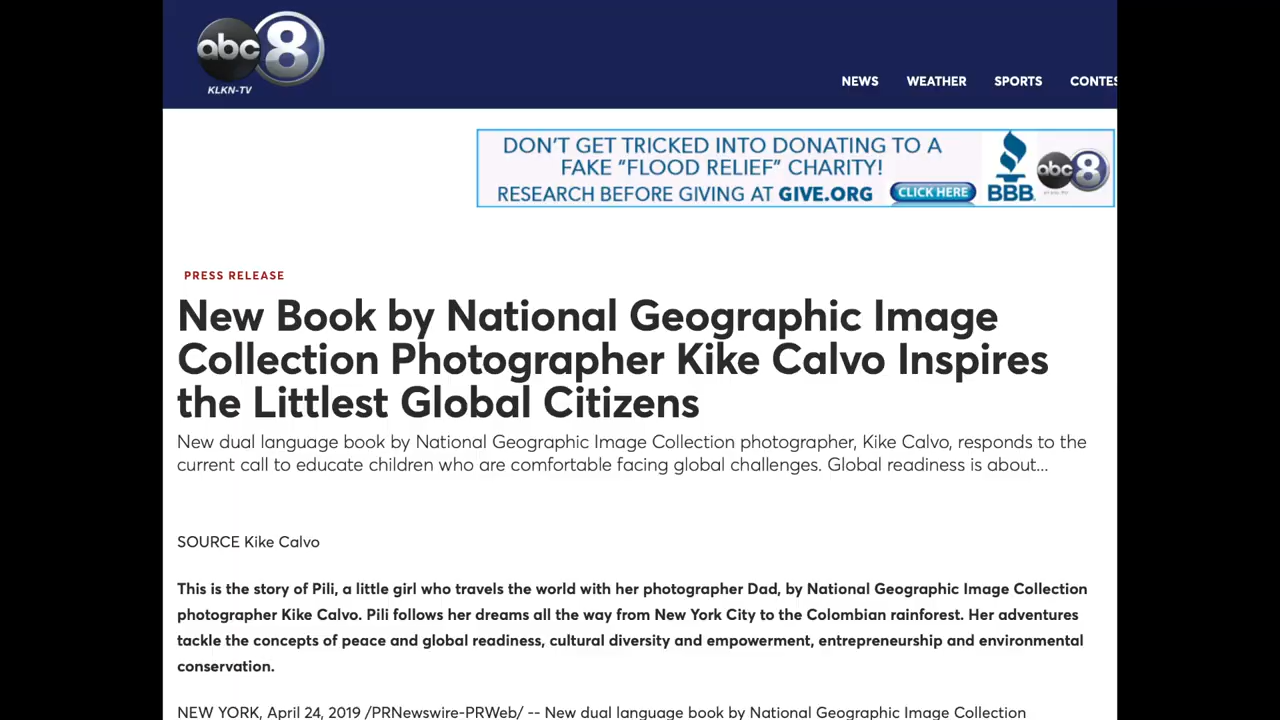 abc 8
KLKN-TV
NEWS WEATHER SPORTS CONTES
DON'T GET TRICKED INTO DONATING TO A
FAKE "FLOOD RELIEF" CHARITY!
RESEARCH BEFORE GIVING AT GIVE.ORG CLICK HERE
BBB. abc 8
PRESS RELEASE
New Book by National Geographic Image
Collection Photographer Kike Calvo Inspires
the Littlest Global Citizens
New dual language book by National Geographic Image Collection photographer, Kike Calvo, responds to the
current call to educate children who are comfortable facing global challenges. Global readiness is about...
SOURCE Kike Calvo
This is the story of Pili, a little girl who travels the world with her photographer Dad, by National Geographic Image Collection
photographer Kike Calvo. Pili follows her dreams all the way from New York City to the Colombian rainforest. Her adventures
tackle the concepts of peace and global readiness, cultural diversity and empowerment, entrepreneurship and environmental
conservation.
NEW YORK, April 24, 2019 /PRNewswire-PRWeb/ -- New dual language book by National Geographic Image Collection